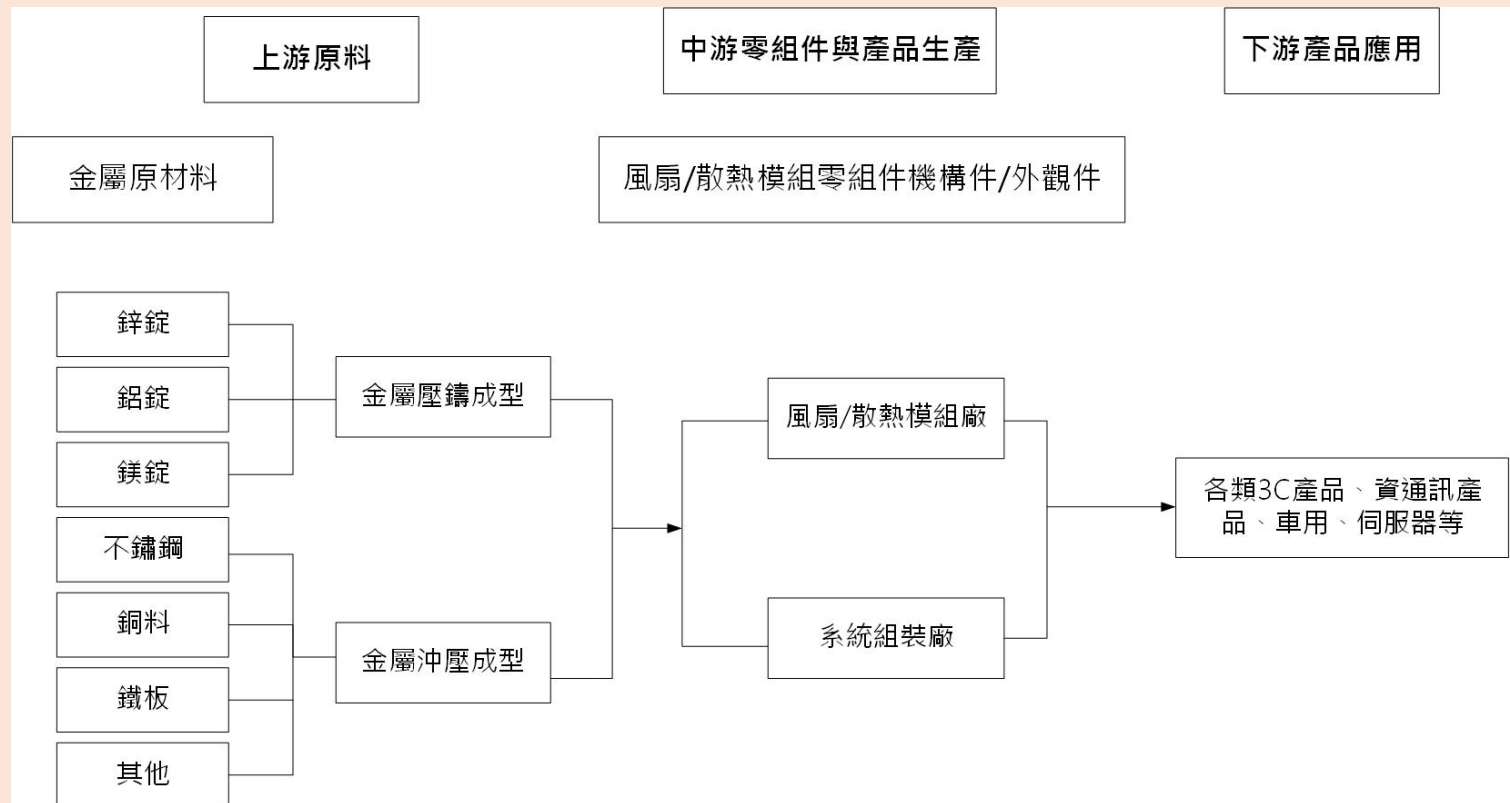 上游原料
中游零組件與產品生產
下游產品應用
金屬原材料
風扇/散熱模組零組件機構件/外觀件
鋅錠
鋁錠
鎂錠
不鏽鋼
銅料
鐵板
其他
金屬壓鑄成型
金屬沖壓成型
風扇/散熱模組廠
系統組裝廠
各類3C產品、資通訊產
品、車用、伺服器等